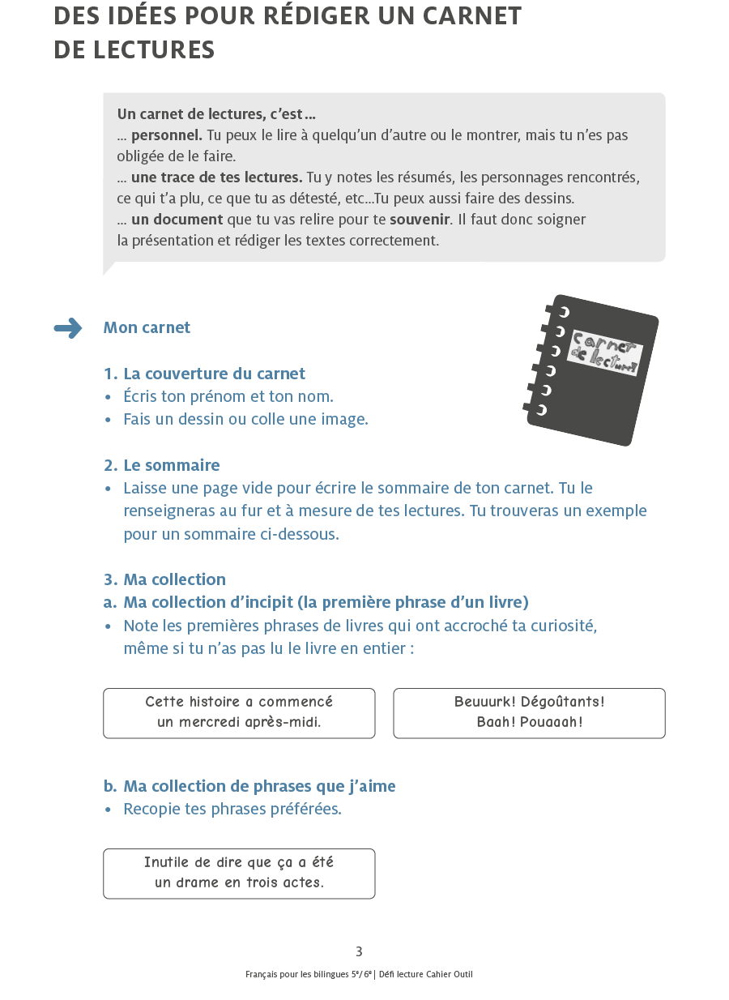 DES IDÉES POUR RÉDIGER UN CARNET
DE LECTURES
Un carnet de lectures, c’est…
… personnel. Tu peux le lire à quelqu’un d’autre ou le montrer, mais tu n’es pas
obligée de le faire.
… une trace de tes lectures. Tu y notes les résumés, les personnages rencontrés,
ce qui t’a plu, ce que tu as détesté, etc…Tu peux aussi faire des dessins.
… un document que tu vas relire pour te souvenir. Il faut donc soigner
la présentation et rédiger les textes correctement.
Mon carnet
carnet
de lectures
1. La couverture du carnet
• Écris ton prénom et ton nom.
• Fais un dessin ou colle une image.
2. Le sommaire
• Laisse une page vide pour écrire le sommaire de ton carnet. Tu le
renseigneras au fur et à mesure de tes lectures. Tu trouveras un exemple
pour un sommaire ci-dessous.
3. Ma collection
a. Ma collection d’incipit (la première phrase d’un livre)
• Note les premières phrases de livres qui ont accroché ta curiosité,
même si tu n’as pas lu le livre en entier :
Cette histoire a commencé
un mercredi après-midi.
Beuuurk! Dégoûtants!
Baah! Pouaaah!
b. Ma collection de phrases que j’aime
• Recopie tes phrases préférées.
Inutile de dire que ça a été
un drame en trois actes.
3
Français pour les bilingues 5e/6e | Défi lecture Cahier Outil